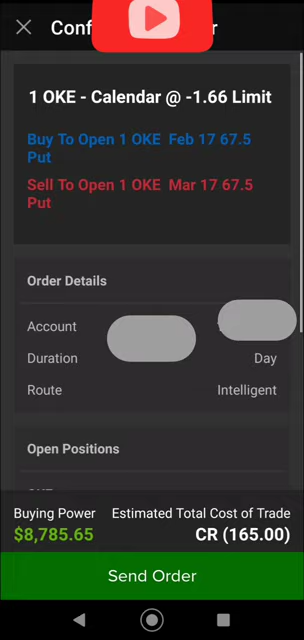 Conf r
1 OKE - Calendar @ -1.66 Limit
Buy To Open 1 OKE Feb 17 67.5
Put
Sell To Open 1 OKE Mar 17 67.5
Put
Order Details
Account
Duration Day
Route Intelligent
Open Positions
Buying Power Estimated Total Cost of Trade
$8,785.65 CR (165.00)
Send Order